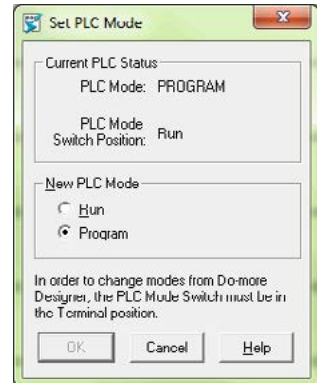 Set PLC Mode
Current PLC Status
PLC Mode: PROGRAM
PLC Mode
Switch Position: Run
New PLC Mode
Run
Program
In order to change modes from Do-more
Designer, the PLC Mode Switch must be in
the Terminal position.
OK Cancel Help